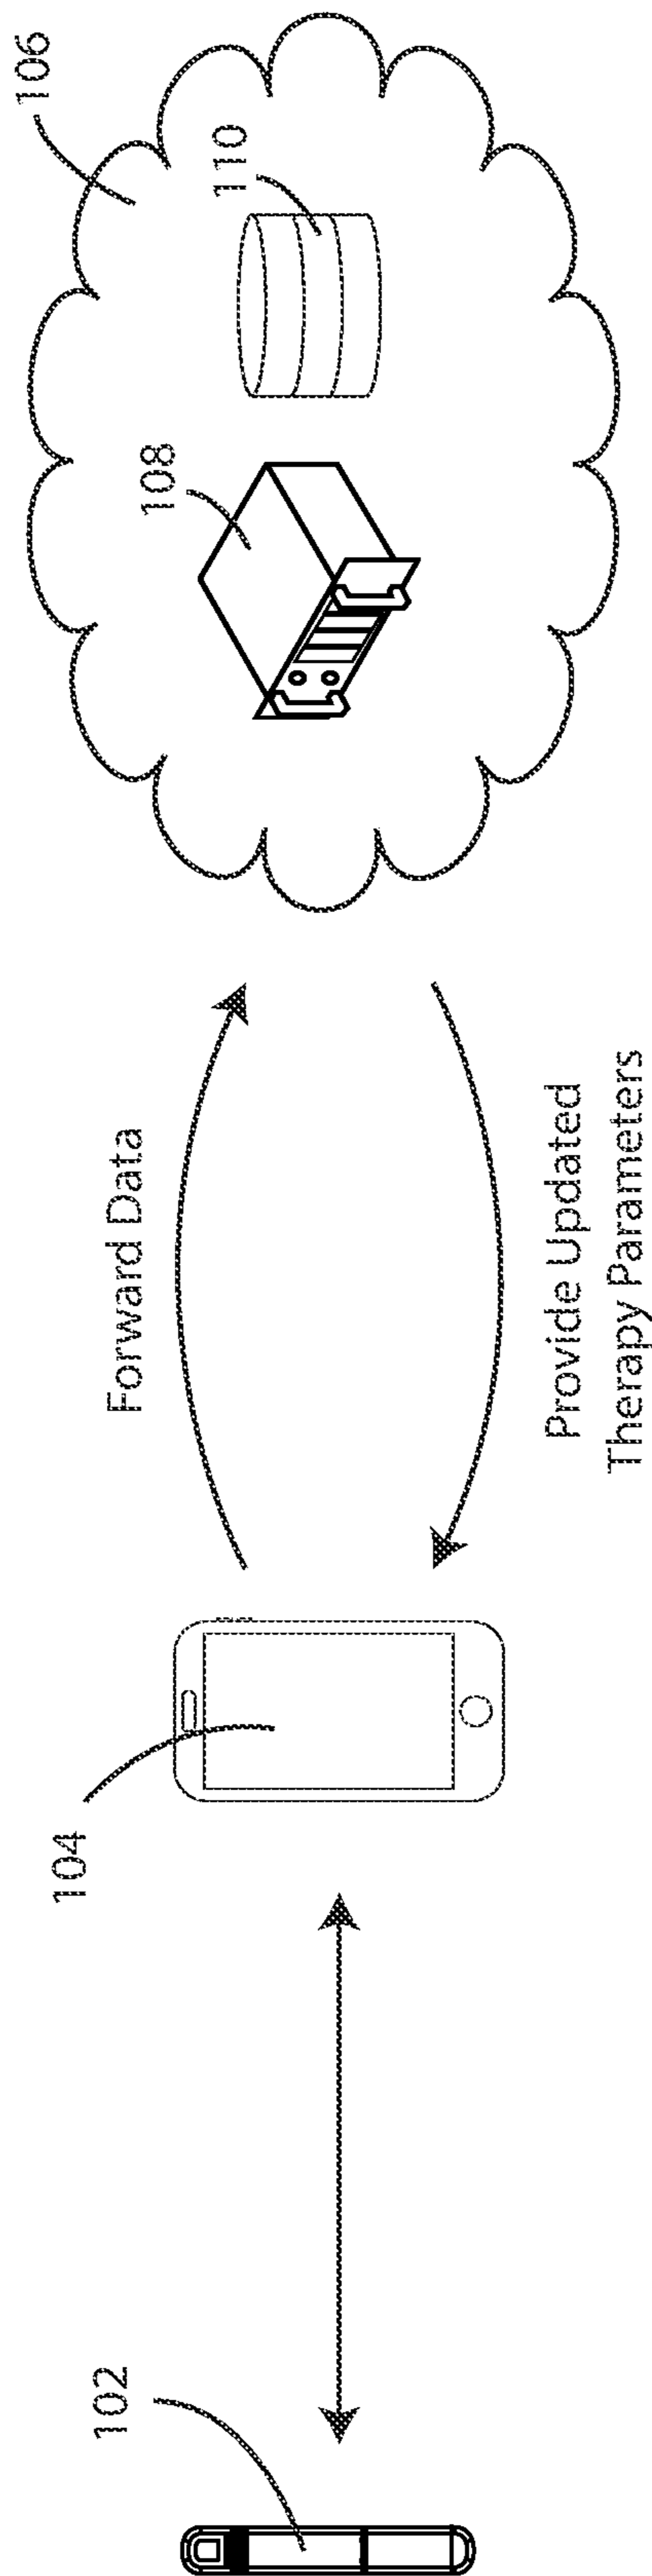 102
104
Forward Data
Provide Updated
Therapy Parameters
108
110
106